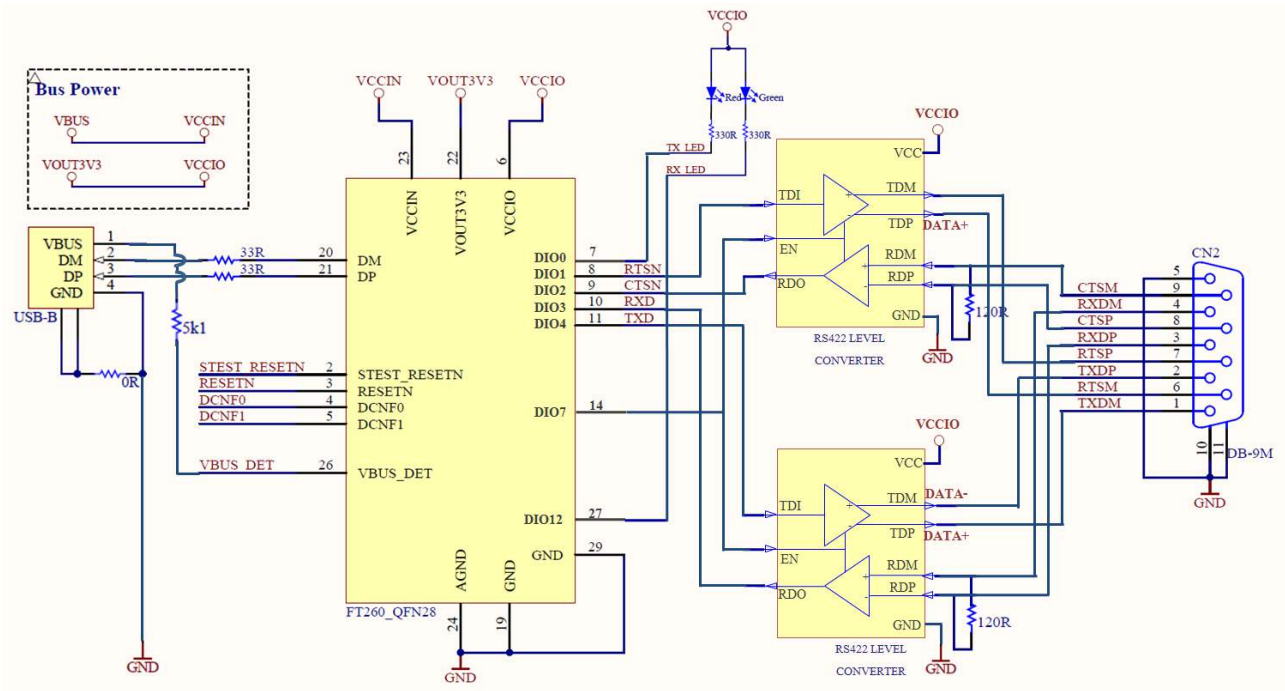 Bus Power
VBUS VCCIN
VOUT3V3 VCCIO
VCCIN VOUT3V3 VCCIO
23 22 6
VCCIN VOUT3V3 VCCIO
VCCIO
Red Green
330R 330R
TX_LED
RX_LED
VBUS 1
DM 2
DP 3
GND 4
USB-B
33R 20 DM
33R 21 DP
5k1
0R
STEST_RESETN 2 STEST_RESETN
RESETN 3 RESETN
DCNF0 4 DCNF0
DCNF1 5 DCNF1
VBUS_DET 26 VBUS_DET
GND
DIO0 7
DIO1 8 RTSN
DIO2 9 CTSN
DIO3 10 RXD
DIO4 11 TXD
DIO7 14
DIO12 27
GND 29
AGND GND
24 19
FT260_QFN28
GND
VCCIO
VCC
TDI TDM
TDP DATA+
EN
RDM
RDP
RDO
GND
120R
RS422 LEVEL
CONVERTER
GND
VCCIO
VCC
TDI TDM DATA-
TDP DATA+
EN
RDM
RDP
RDO
GND
120R
RS422 LEVEL
CONVERTER
GND
CN2
5
CTSM 9
RXDM 4
CTSP 8
RXDP 3
RTSP 7
TXDP 2
RTSM 6
TXDM 1
10 11
DB-9M
GND